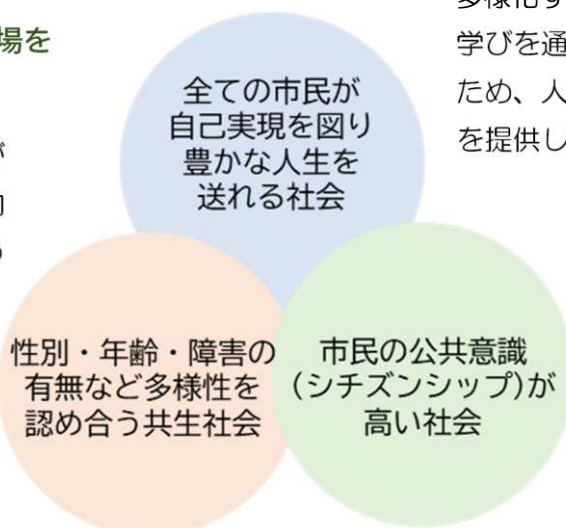 場を
学びを通
ため、人
を提供し
全ての市民が
自己実現を図り
豊かな人生を
送れる社会
が
性別・年齢・障害の
有無など多様性を
認め合う共生社会
市民の公共意識
(シチズンシップ)が
高い社会